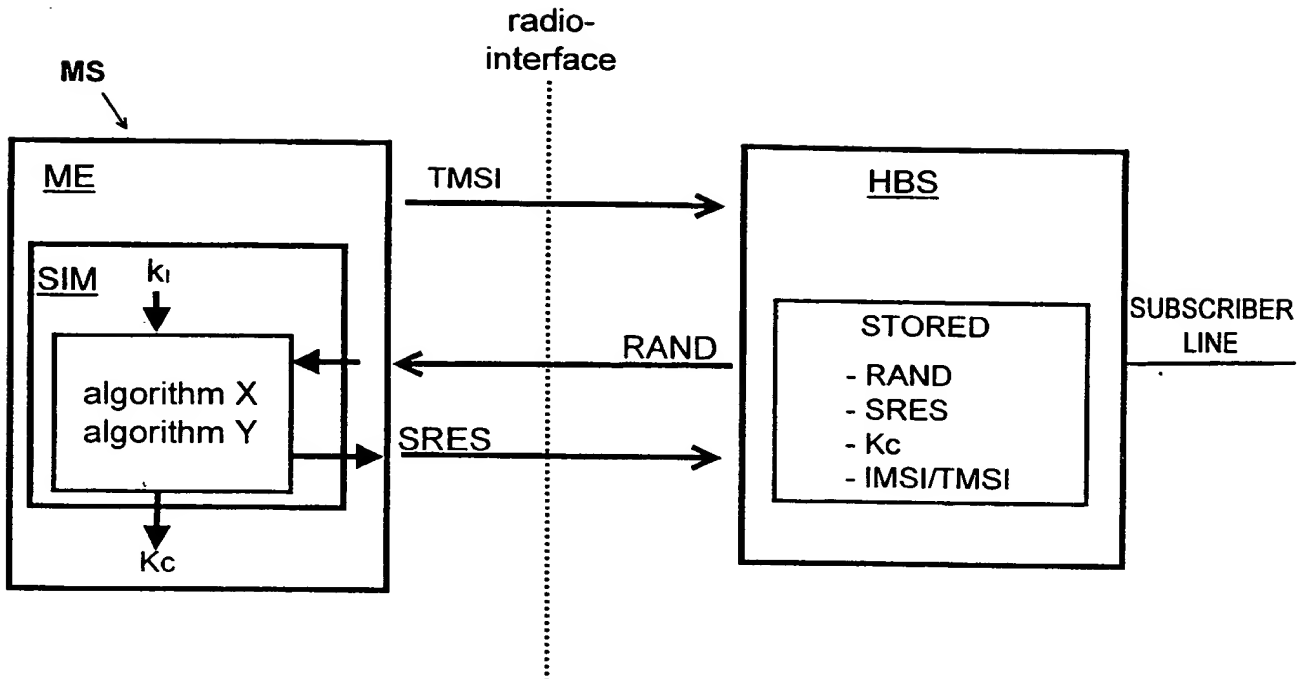 radio-
interface
MS
ME
TMSI
HBS
SIM
kI
algorithm X
algorithm Y
RAND
SRES
Kc
STORED
- RAND
- SRES
- Kc
- IMSI/TMSI
SUBSCRIBER
LINE